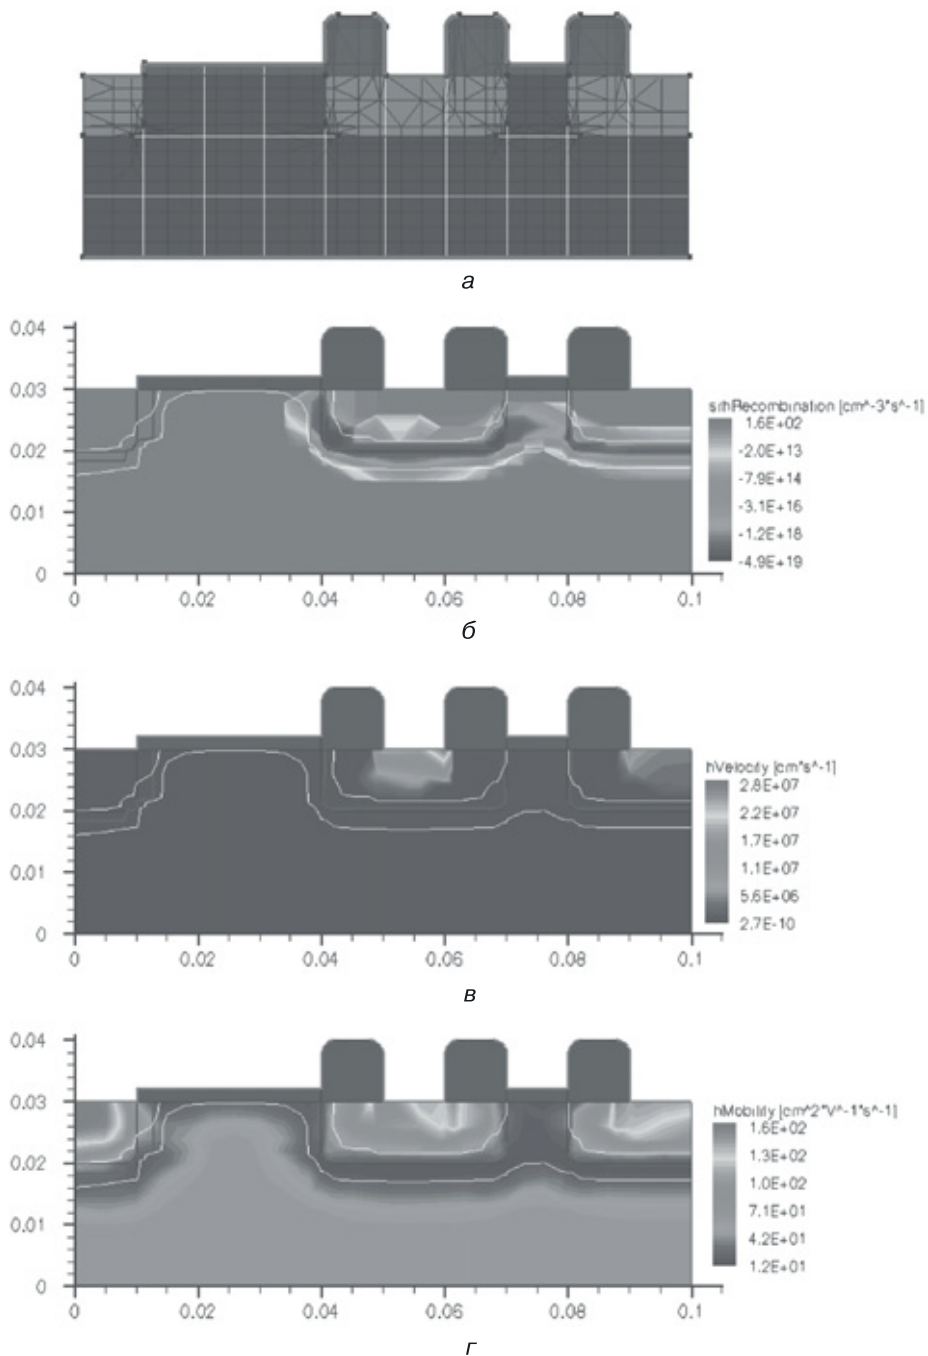 а
0.04
0.03
0.02
0.01
0
0 0.02 0.04 0.06 0.08 0.1
srhRecombination [cm^-3*s^-1]
1.6E+02
-2.0E+13
-7.9E+14
-3.1E+16
-1.2E+18
-4.9E+19
б
0.04
0.03
0.02
0.01
0
0 0.02 0.04 0.06 0.08 0.1
hVelocity [cm*s^-1]
2.8E+07
2.2E+07
1.7E+07
1.1E+07
5.6E+06
2.7E-10
в
0.04
0.03
0.02
0.01
0
0 0.02 0.04 0.06 0.08 0.1
hMobility [cm^2*V^-1*s^-1]
1.6E+02
1.3E+02
1.0E+02
7.1E+01
4.2E+01
1.2E+01
г